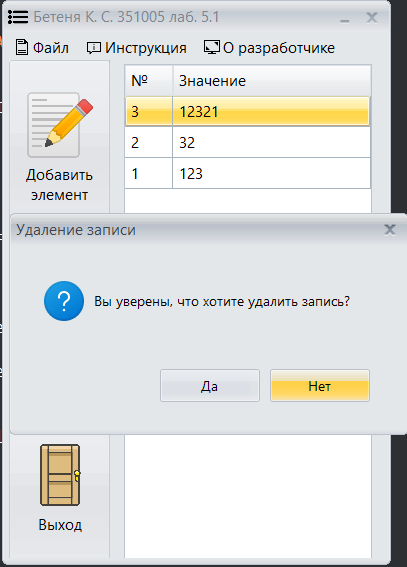 Бетеня К. С. 351005 лаб. 5.1
Файл Инструкция О разработчике
№ Значение
3 12321
2 32
1 123
Добавить
элемент
Удаление записи
Вы уверены, что хотите удалить запись?
Да Нет
Выход